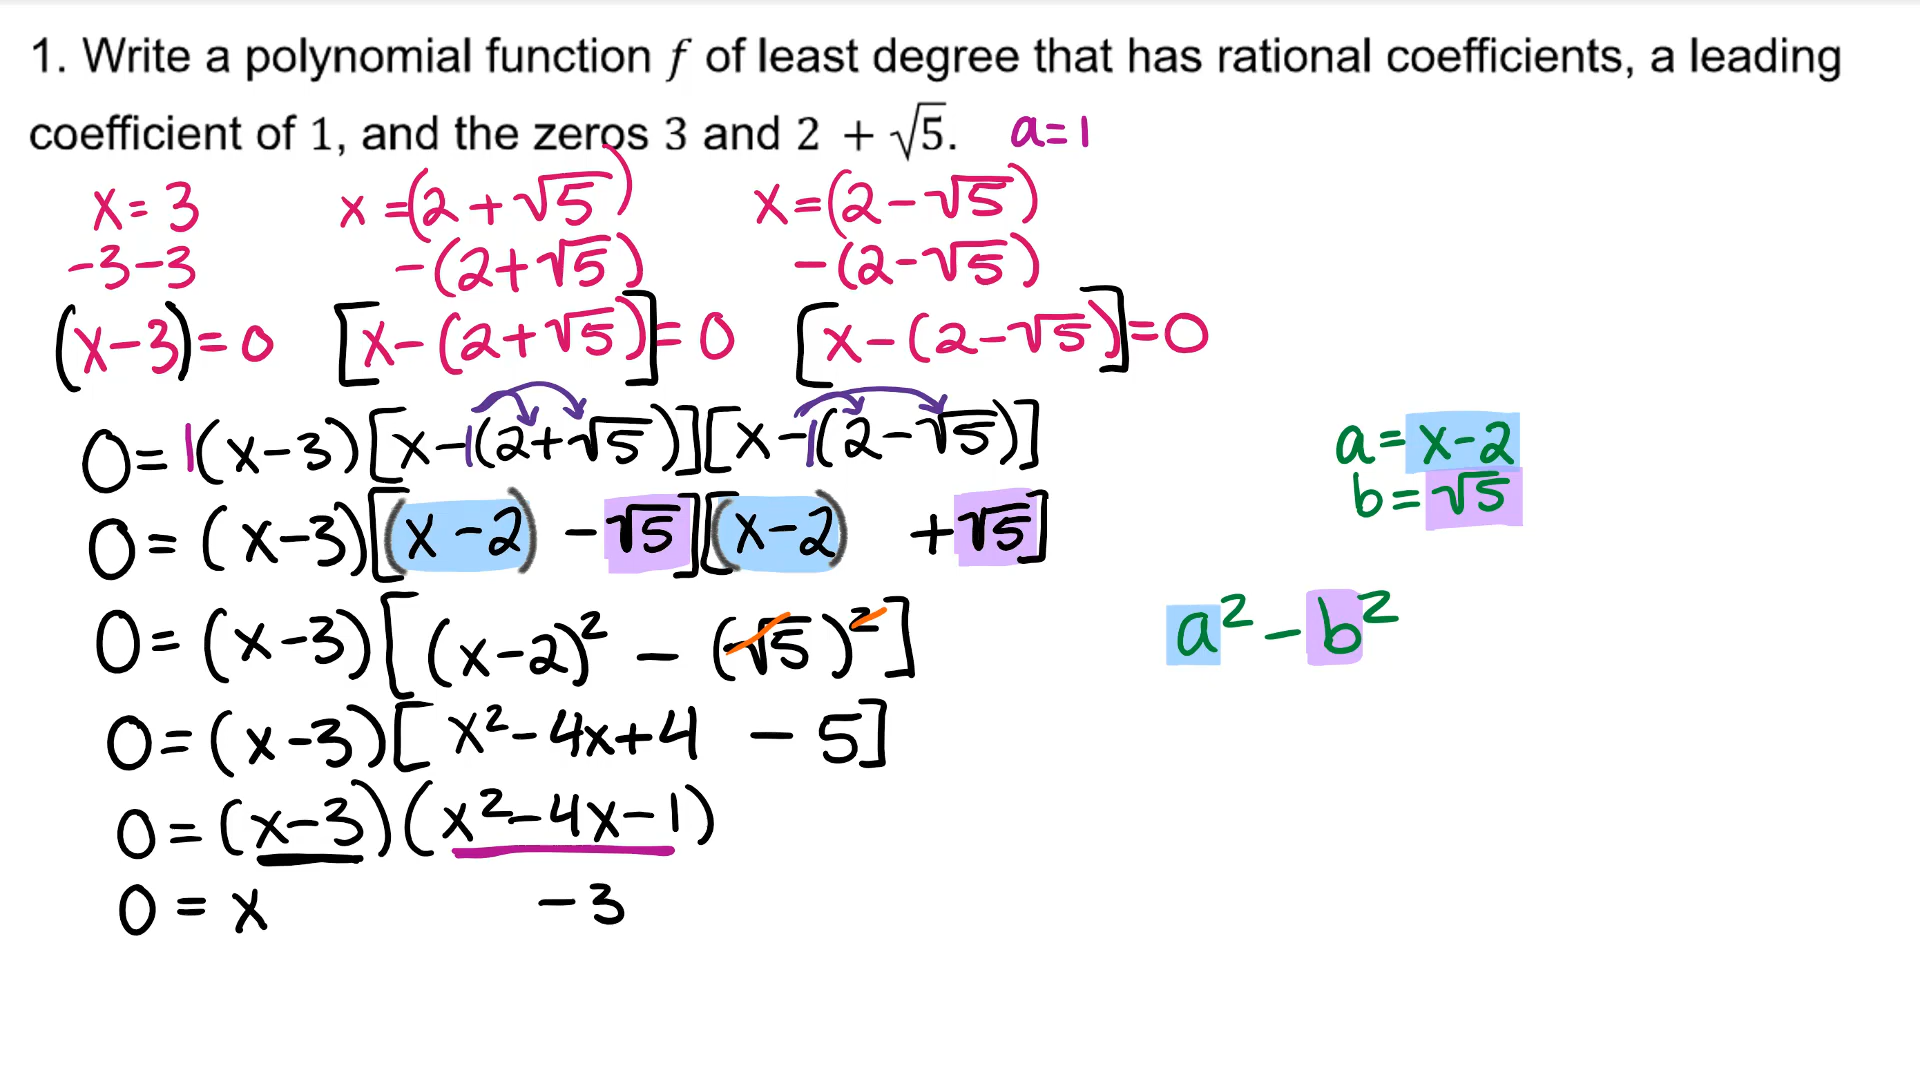 1. Write a polynomial function f of least degree that has rational coefficients, a leading
coefficient of 1, and the zeros 3 and 2 + √5. a=1
x=3 x=(2+√5) x=(2-√5)
-3-3 -(2+√5) -(2-√5)
(x-3)=0 [x-(2+√5)]=0 [x-(2-√5)]=0
0=1(x-3)[x-1(2+√5)][x-1(2-√5)]
a=x-2
b=√5
0=(x-3)[(x-2)-√5][(x-2)+√5]
0=(x-3)[(x-2)²-(√5)²]
a²-b²
0=(x-3)[x²-4x+4-5]
0=(x-3)(x²-4x-1)
0=x -3